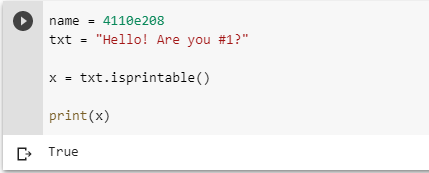 name = 4110e208
txt = "Hello! Are you #1?"
x = txt.isprintable()
print(x)
True